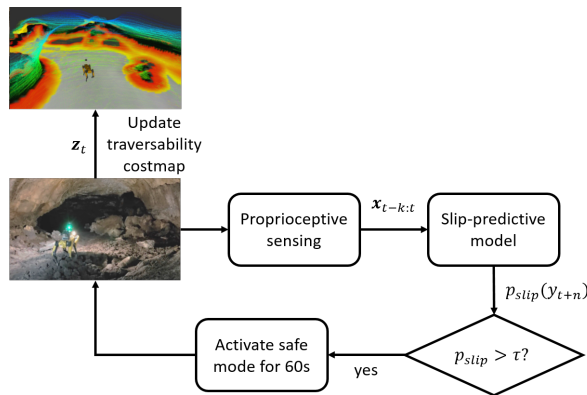 z_t
Update
traversability
costmap
Proprioceptive
sensing
x_{t−k:t}
Slip-predictive
model
p_{slip}(y_{t+n})
p_{slip} > τ?
yes
Activate safe
mode for 60s